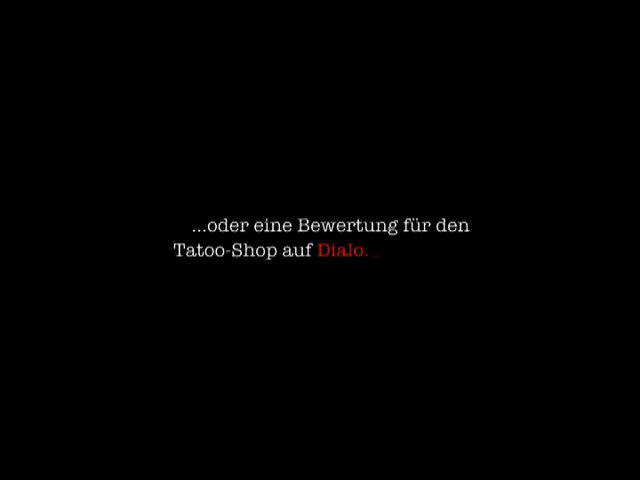 ...oder eine Bewertung für den
Tatoo-Shop auf Dialo.